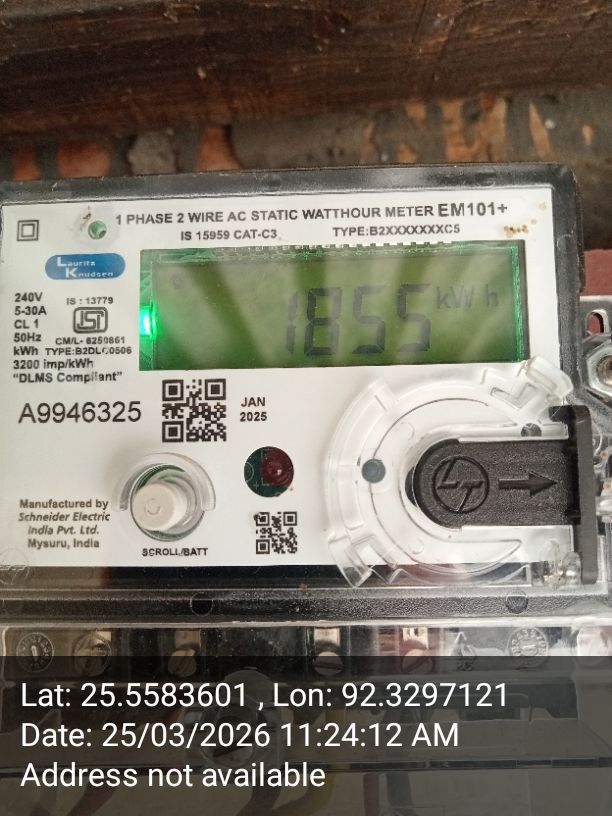 1 PHASE 2 WIRE AC STATIC WATTHOUR METER EM101+
IS 15959 CAT-C3 TYPE:B2XXXXXXXC5
Lauritz
Knudsen
240V
5-30A
CL 1
50Hz
kWh
3200 imp/kWh
"DLMS Compliant"
IS : 13779
ISI
CM/L- 6250861
TYPE:B2DLC0506
1855 kWh
A9946325
JAN
2025
Manufactured by
Schneider Electric
India Pvt. Ltd.
Mysuru, India
SCROLL/BATT
LT
Lat: 25.5583601 , Lon: 92.3297121
Date: 25/03/2026 11:24:12 AM
Address not available